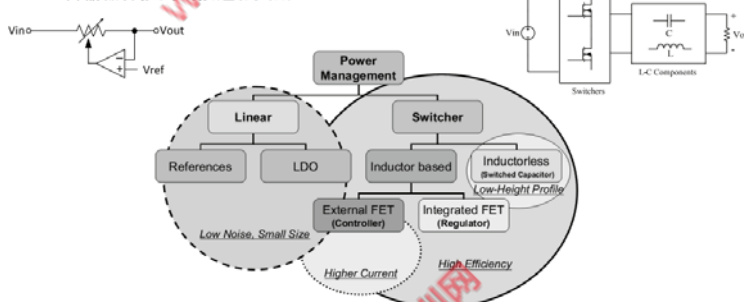 Vin
Vout
Vref
Vin
C
L
+
Vo
-
Switchers
L-C Components
Power
Management
Linear
Switcher
References
LDO
Inductor based
Inductorless
(Switched Capacitor)
Low-Height Profile
External FET
(Controller)
Integrated FET
(Regulator)
Low Noise, Small Size
Higher Current
High Efficiency